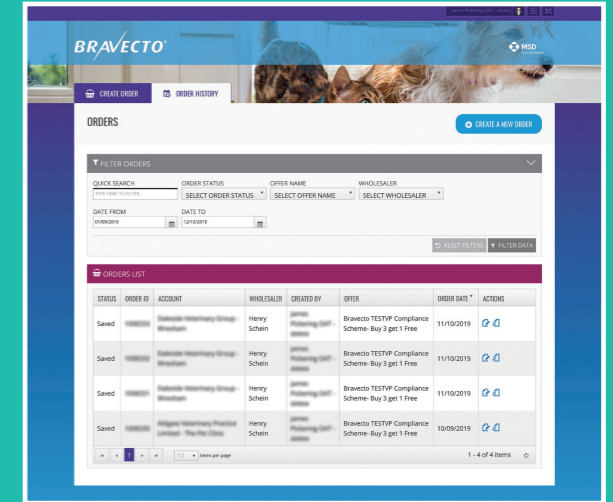 BRAVECTO
MSD
CREATE ORDER
ORDER HISTORY
ORDERS
CREATE A NEW ORDER
FILTER ORDERS
QUICK SEARCH ORDER STATUS OFFER NAME WHOLESALER
TYPE HERE TO FILTER.. SELECT ORDER STATUS SELECT OFFER NAME SELECT WHOLESALER
DATE FROM DATE TO
01/09/2019 12/10/2019
RESET FILTERS FILTER DATA
ORDERS LIST
STATUS ORDER ID ACCOUNT WHOLESALER CREATED BY OFFER ORDER DATE ACTIONS
Saved Henry Schein Bravecto TESTVP Compliance Scheme- Buy 3 get 1 Free 11/10/2019
Saved Henry Schein Bravecto TESTVP Compliance Scheme- Buy 3 get 1 Free 11/10/2019
Saved Henry Schein Bravecto TESTVP Compliance Scheme- Buy 3 get 1 Free 11/10/2019
Saved Henry Schein Bravecto TESTVP Compliance Scheme- Buy 3 get 1 Free 10/09/2019
1 10 items per page 1 - 4 of 4 items